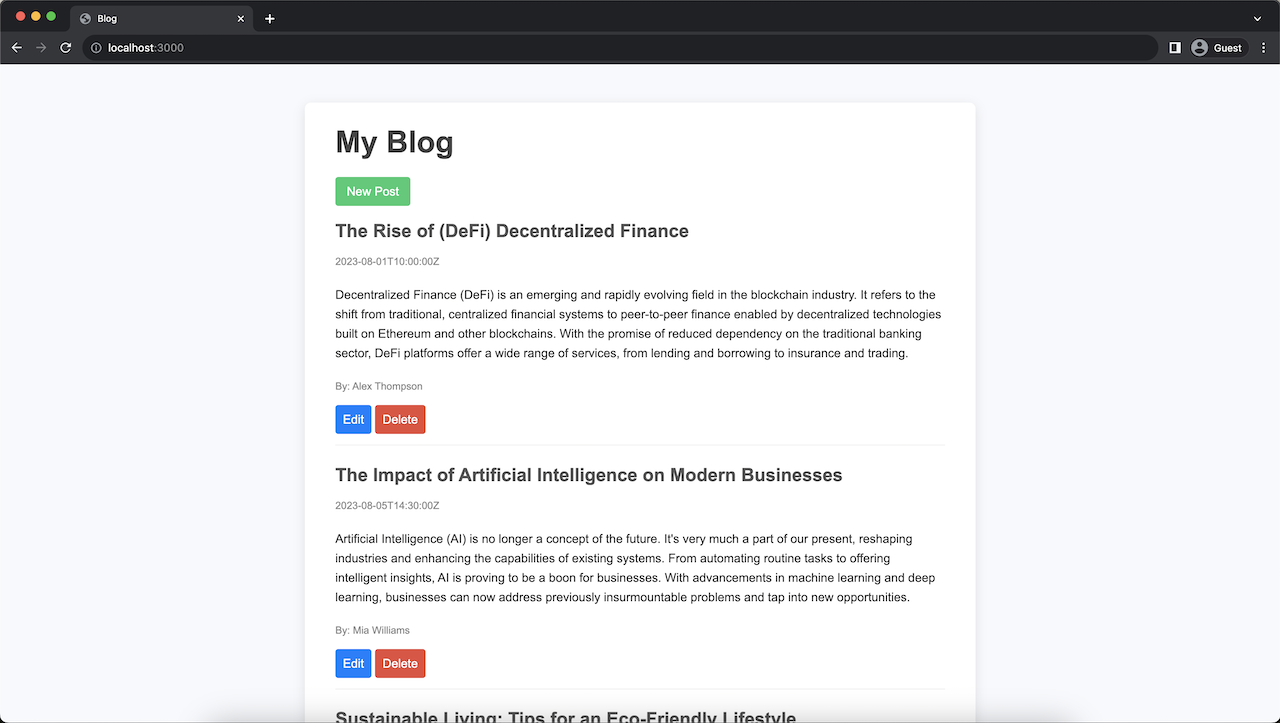 Blog
localhost:3000
Guest
My Blog
New Post
The Rise of (DeFi) Decentralized Finance
2023-08-01T10:00:00Z
Decentralized Finance (DeFi) is an emerging and rapidly evolving field in the blockchain industry. It refers to the
shift from traditional, centralized financial systems to peer-to-peer finance enabled by decentralized technologies
built on Ethereum and other blockchains. With the promise of reduced dependency on the traditional banking
sector, DeFi platforms offer a wide range of services, from lending and borrowing to insurance and trading.
By: Alex Thompson
Edit Delete
The Impact of Artificial Intelligence on Modern Businesses
2023-08-05T14:30:00Z
Artificial Intelligence (AI) is no longer a concept of the future. It's very much a part of our present, reshaping
industries and enhancing the capabilities of existing systems. From automating routine tasks to offering
intelligent insights, AI is proving to be a boon for businesses. With advancements in machine learning and deep
learning, businesses can now address previously insurmountable problems and tap into new opportunities.
By: Mia Williams
Edit Delete
Sustainable Living: Tips for an Eco-Friendly Lifestyle